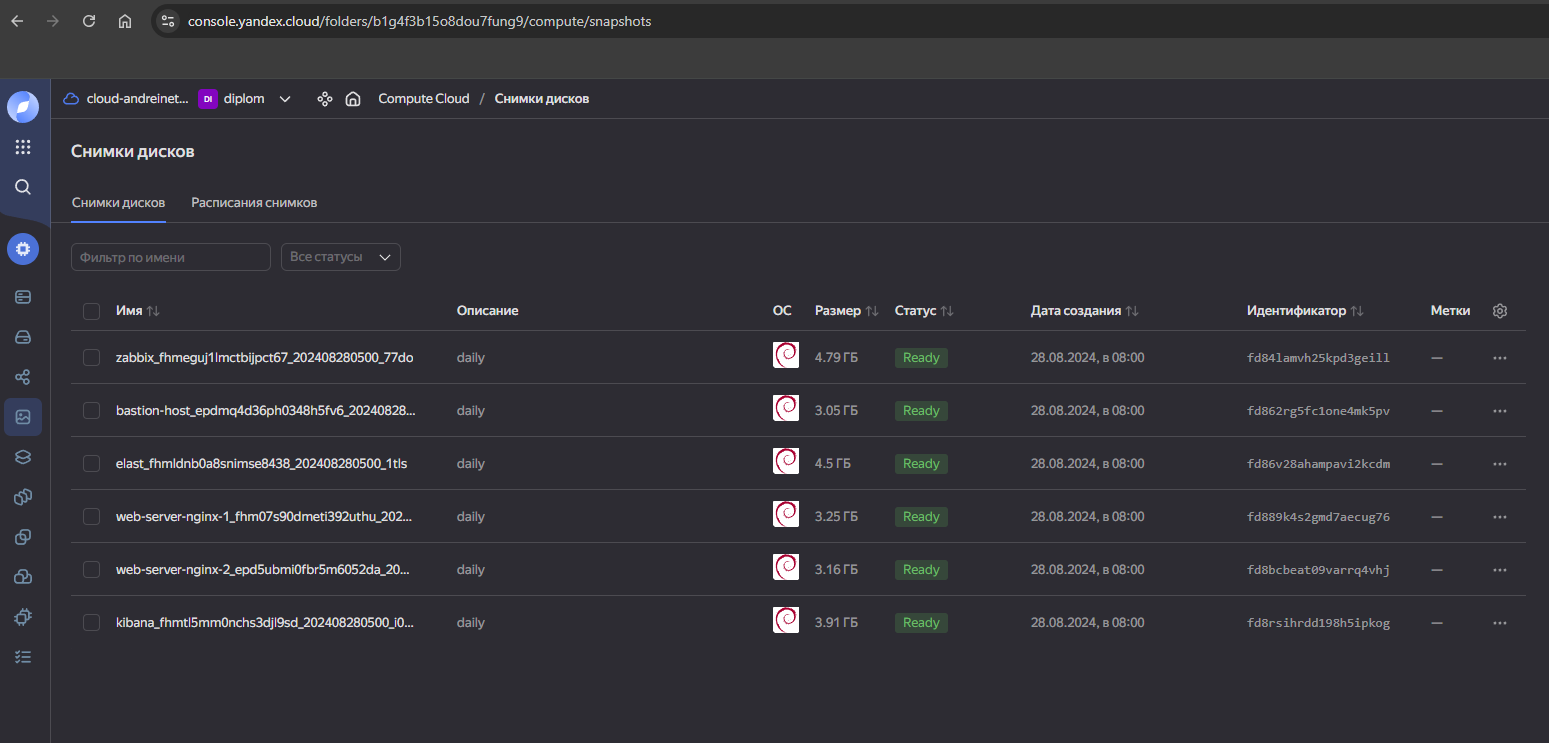 console.yandex.cloud/folders/b1g4f3b15o8dou7fung9/compute/snapshots
cloud-andreinet... DI diplom Compute Cloud / Снимки дисков
Снимки дисков
Снимки дисков Расписания снимков
Фильтр по имени Все статусы
Имя Описание ОС Размер Статус Дата создания Идентификатор Метки
zabbix_fhmeguj1lmctbijpct67_202408280500_77do daily 4.79 ГБ Ready 28.08.2024, в 08:00 fd84lamvh25kpd3geill —
bastion-host_epdmq4d36ph0348h5fv6_20240828... daily 3.05 ГБ Ready 28.08.2024, в 08:00 fd862rg5fc1one4mk5pv —
elast_fhmldnb0a8snimse8438_202408280500_1tls daily 4.5 ГБ Ready 28.08.2024, в 08:00 fd86v28ahampavi2kcdm —
web-server-nginx-1_fhm07s90dmeti392uthu_202... daily 3.25 ГБ Ready 28.08.2024, в 08:00 fd889k4s2gmd7aecug76 —
web-server-nginx-2_epd5ubmi0fbr5m6052da_20... daily 3.16 ГБ Ready 28.08.2024, в 08:00 fd8bcbeat09varrq4vhj —
kibana_fhmtl5mm0nchs3djl9sd_202408280500_i0... daily 3.91 ГБ Ready 28.08.2024, в 08:00 fd8rsihrdd198h5ipkog —